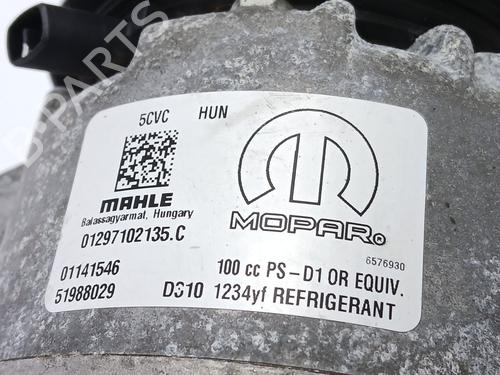 5CVC HUN
MAHLE
Balassagyarmat, Hungary
MOPAR®
01297102135.C
6576930
01141546 100 cc PS-D1 OR EQUIV.
51988029 D310 1234yf REFRIGERANT
B-PARTS